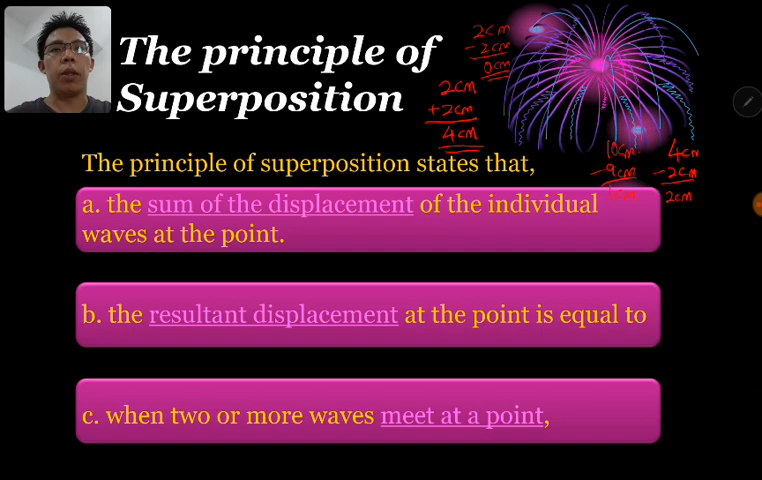 The principle of
Superposition
2cm
- 2cm
0cm
2cm
+ 2cm
4cm
10cm
- 9cm
1cm
4cm
- 2cm
2cm
The principle of superposition states that,
a. the sum of the displacement of the individual
waves at the point.
b. the resultant displacement at the point is equal to
c. when two or more waves meet at a point,